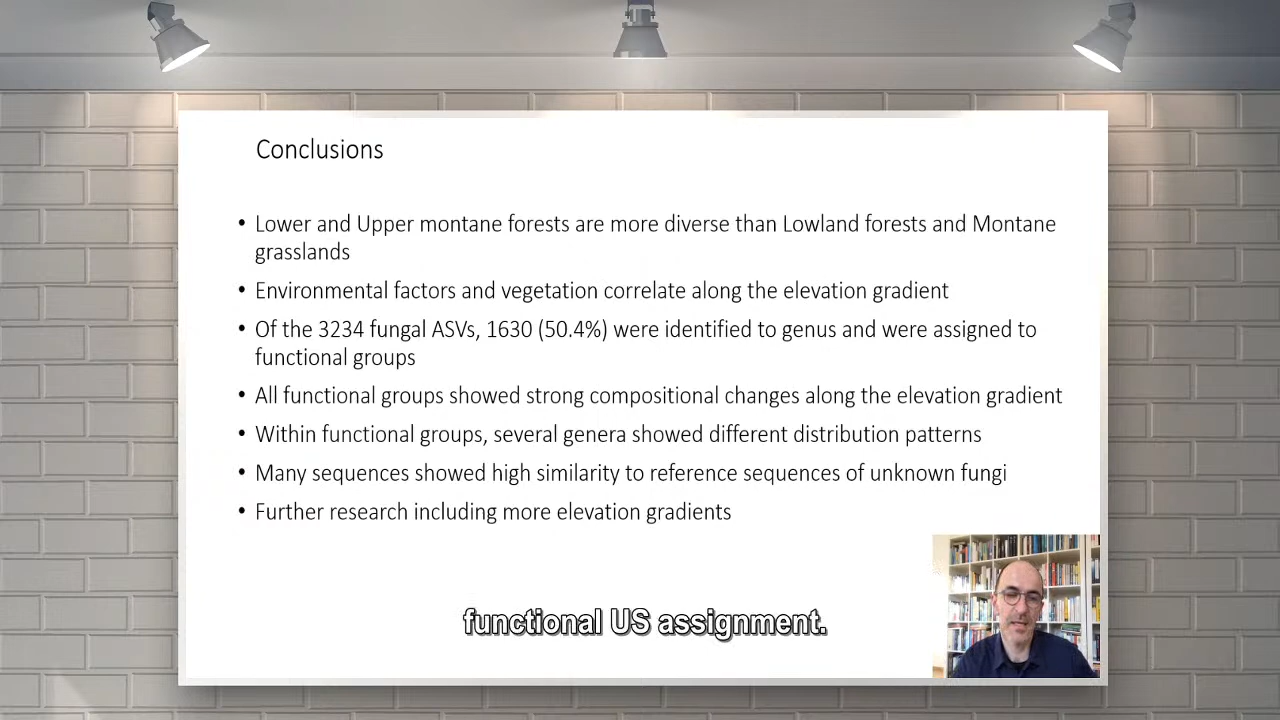 Conclusions
• Lower and Upper montane forests are more diverse than Lowland forests and Montane
grasslands
• Environmental factors and vegetation correlate along the elevation gradient
• Of the 3234 fungal ASVs, 1630 (50.4%) were identified to genus and were assigned to
functional groups
• All functional groups showed strong compositional changes along the elevation gradient
• Within functional groups, several genera showed different distribution patterns
• Many sequences showed high similarity to reference sequences of unknown fungi
• Further research including more elevation gradients
functional US assignment.